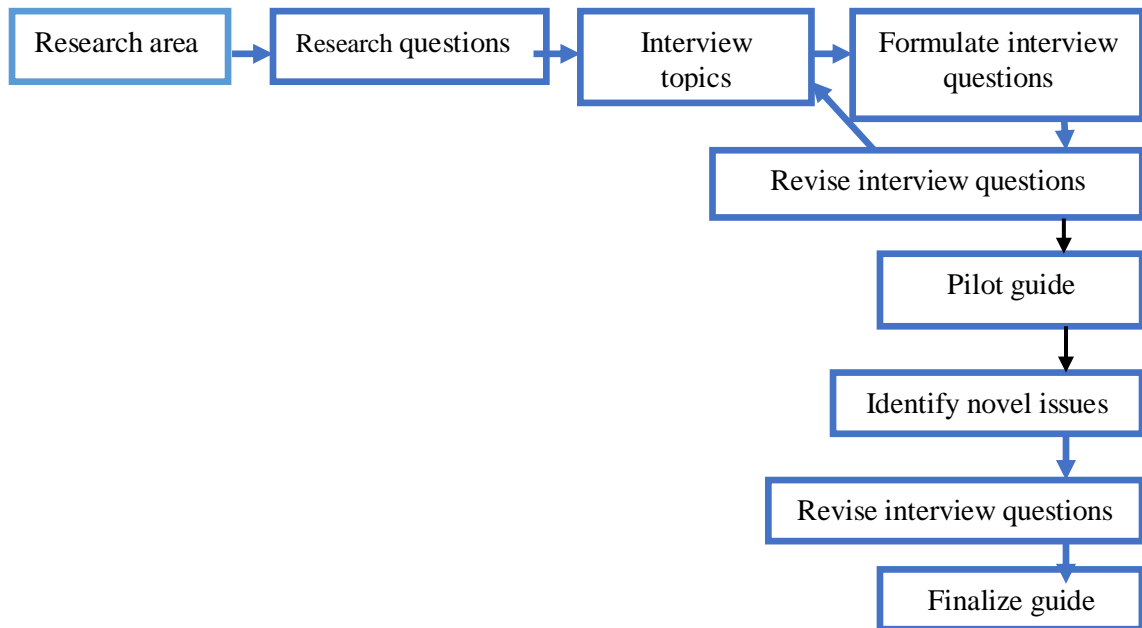 Research area
Research questions
Interview
topics
Formulate interview
questions
Revise interview questions
Pilot guide
Identify novel issues
Revise interview questions
Finalize guide